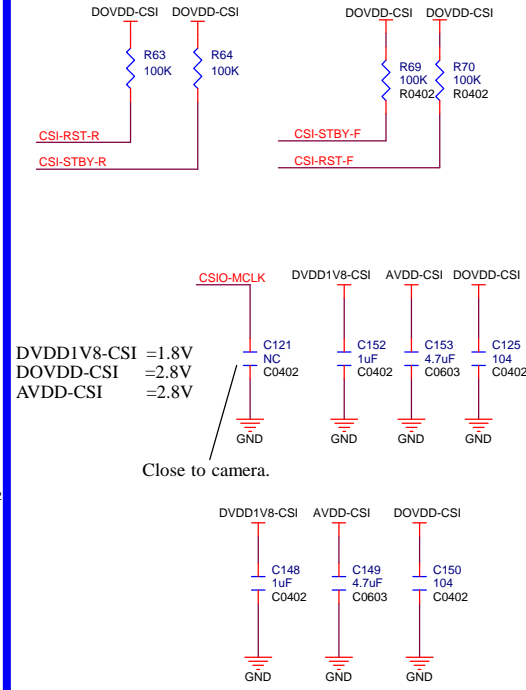 DOVDD-CSI DOVDD-CSI DOVDD-CSI DOVDD-CSI
R63
100K
R64
100K
R69
100K
R0402
R70
100K
R0402
CSI-RST-R
CSI-STBY-R
CSI-STBY-F
CSI-RST-F
CSIO-MCLK
DVDD1V8-CSI AVDD-CSI DOVDD-CSI
C121
NC
C0402
C152
1uF
C0402
C153
4.7uF
C0603
C125
104
C0402
DVDD1V8-CSI =1.8V
DOVDD-CSI =2.8V
AVDD-CSI =2.8V
GND GND GND GND
Close to camera.
DVDD1V8-CSI AVDD-CSI DOVDD-CSI
C148
1uF
C0402
C149
4.7uF
C0603
C150
104
C0402
GND GND GND